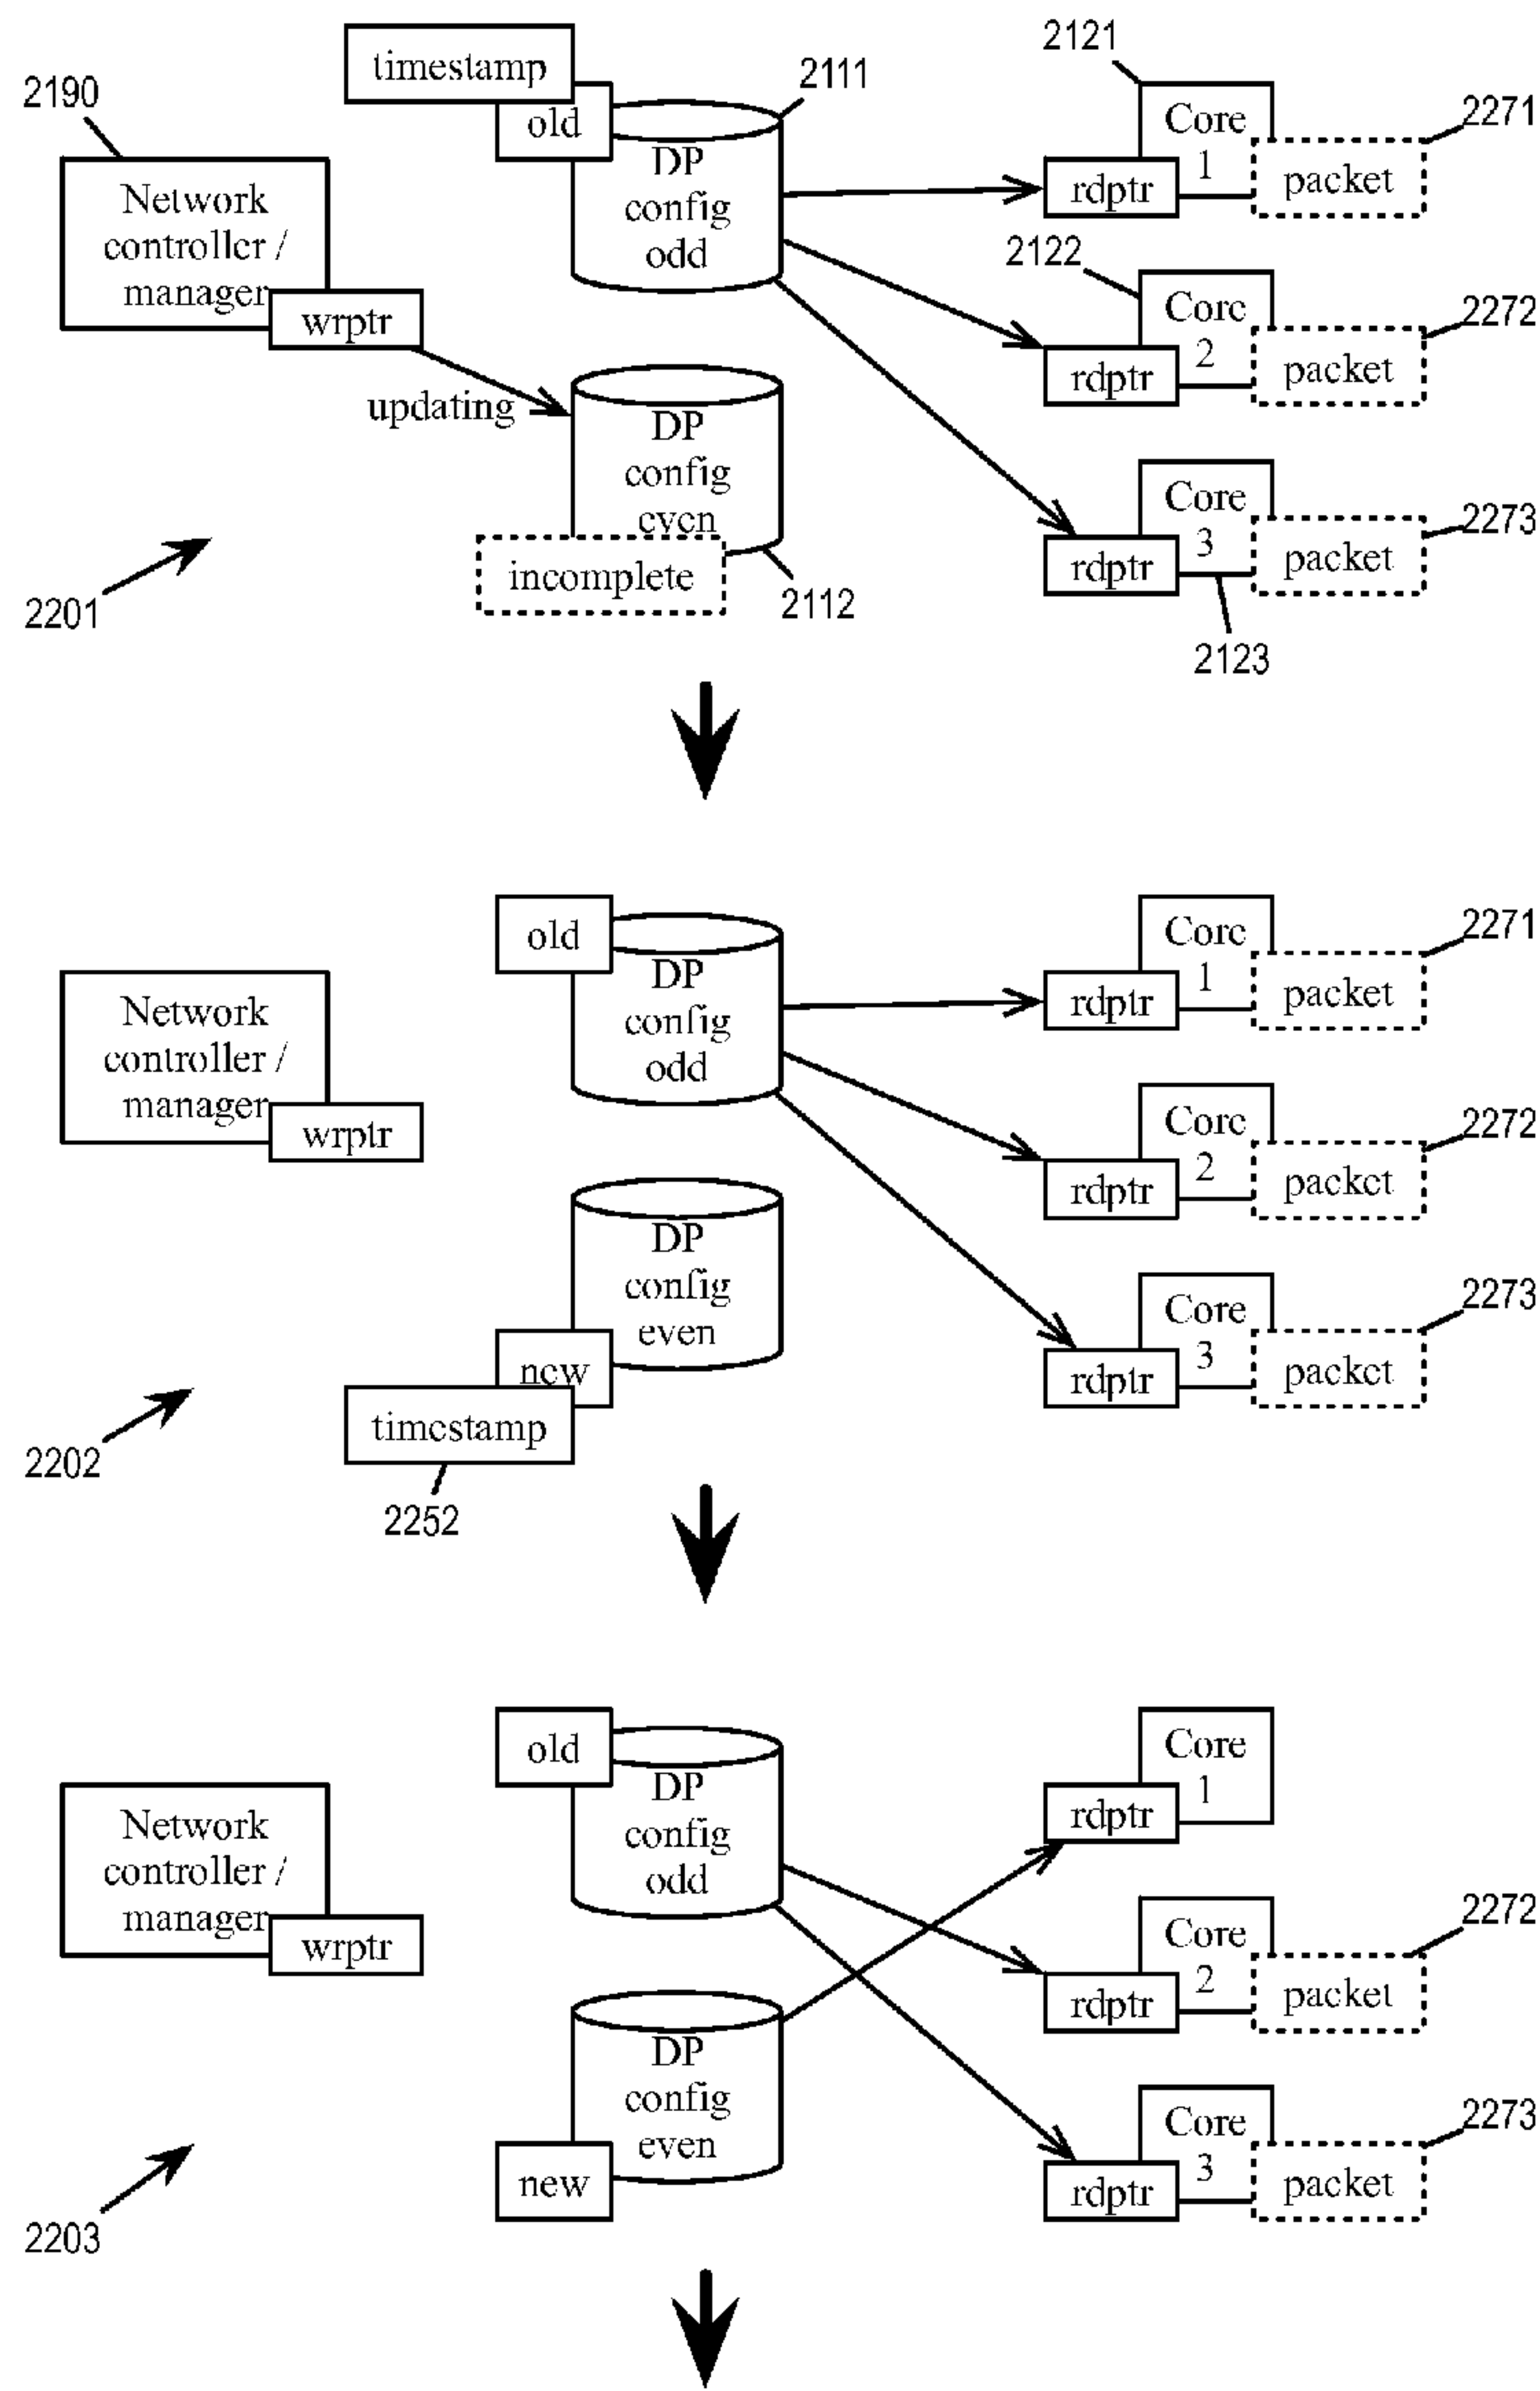 2190
timestamp
old
2111
2121
Network
controller /
manager
wrptr
DP
config
odd
Core
1
rdptr
packet
2271
2122
Core
2
rdptr
packet
2272
updating
DP
config
even
incomplete
2112
Core
3
rdptr
packet
2273
2123
2201
Network
controller /
manager
wrptr
old
DP
config
odd
Core
1
rdptr
packet
2271
Core
2
rdptr
packet
2272
DP
config
even
new
timestamp
2252
Core
3
rdptr
packet
2273
2202
Network
controller /
manager
wrptr
old
DP
config
odd
Core
1
rdptr
Core
2
rdptr
packet
2272
DP
config
even
new
Core
3
rdptr
packet
2273
2203